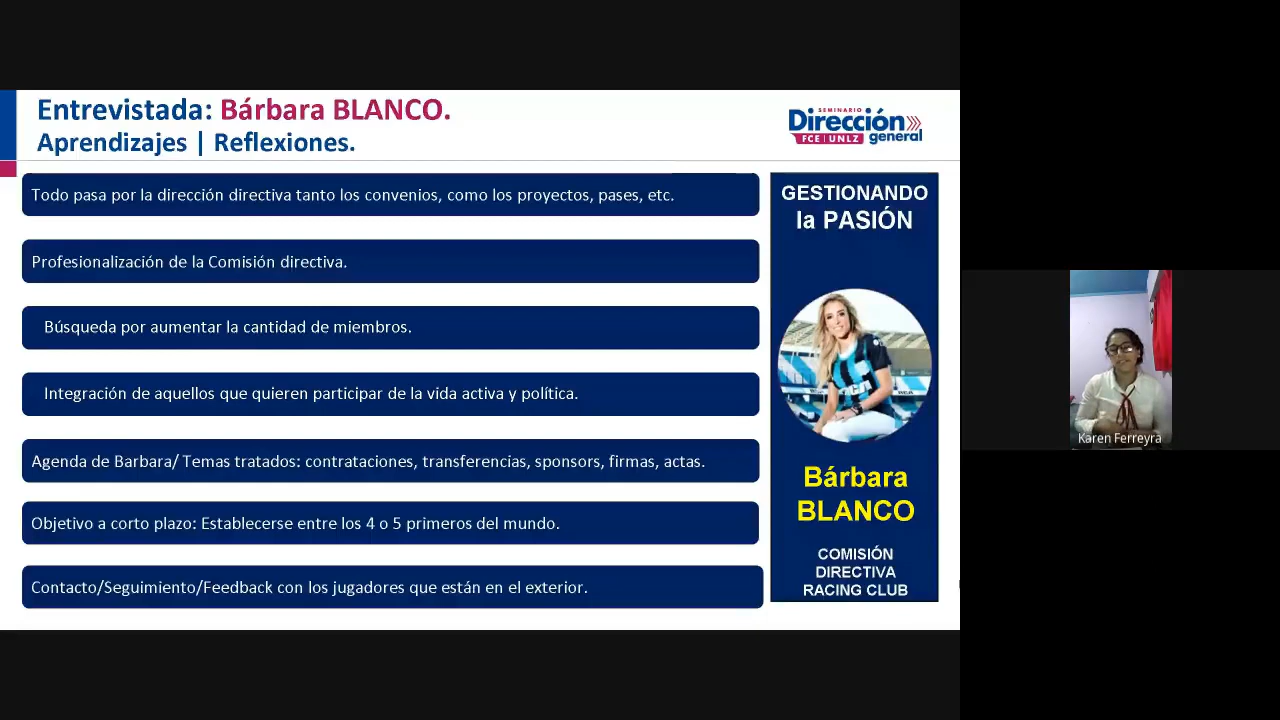 Entrevistada: Bárbara BLANCO.
Aprendizajes | Reflexiones.
SEMINARIO
Dirección
FCE UNLZ general
Todo pasa por la dirección directiva tanto los convenios, como los proyectos, pases, etc.
Profesionalización de la Comisión directiva.
Búsqueda por aumentar la cantidad de miembros.
Integración de aquellos que quieren participar de la vida activa y política.
Agenda de Barbara/ Temas tratados: contrataciones, transferencias, sponsors, firmas, actas.
Objetivo a corto plazo: Establecerse entre los 4 o 5 primeros del mundo.
Contacto/Seguimiento/Feedback con los jugadores que están en el exterior.
GESTIONANDO
la PASIÓN
Bárbara
BLANCO
COMISIÓN
DIRECTIVA
RACING CLUB
Karen Ferreyra